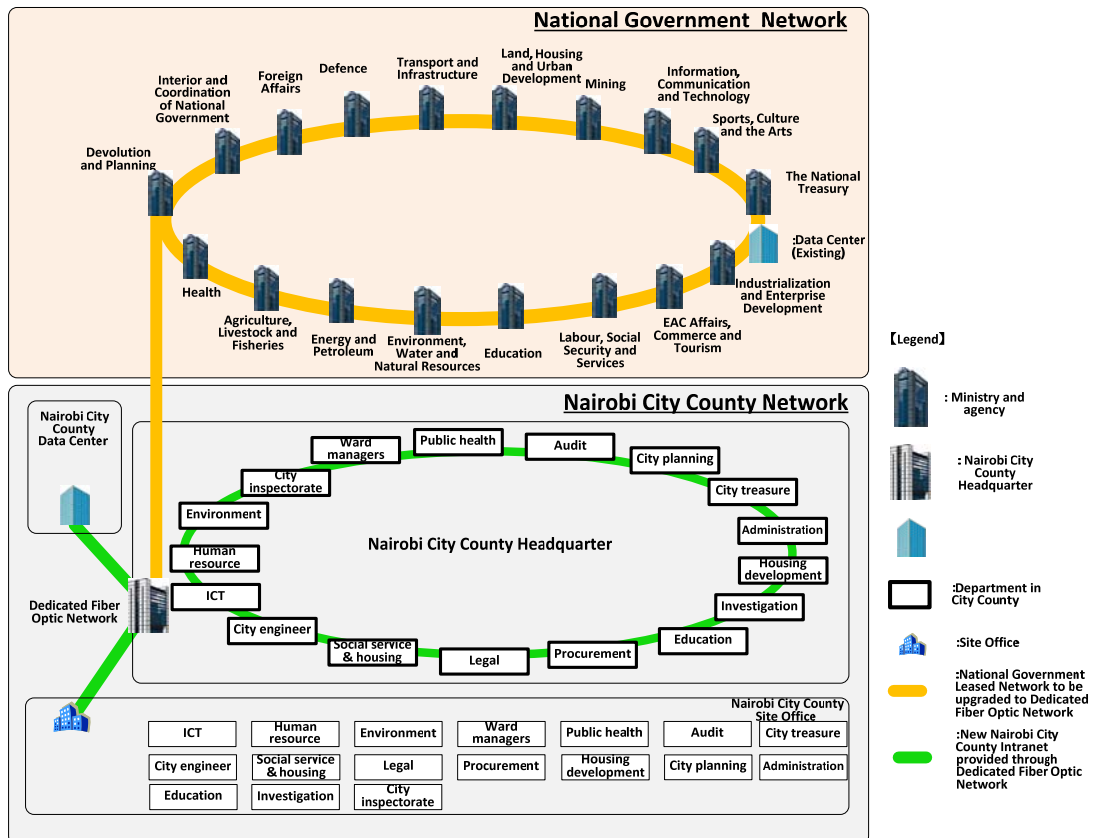 National Government  Network
Interior and
Coordination
of National
Government
Foreign
Affairs
Defence
Transport and
Infrastructure
Land, Housing
and Urban
Development
Mining
Information,
Communication
and Technology
Sports, Culture
and the Arts
Devolution
and Planning
The National
Treasury
:Data Center
(Existing)
Health
Agriculture,
Livestock and
Fisheries
Energy and
Petroleum
Environment,
Water and
Natural Resources
Education
Labour, Social
Security and
Services
EAC Affairs,
Commerce and
Tourism
Industrialization
and Enterprise
Development
Nairobi City County Network
Nairobi City
County
Data Center
Ward
managers
Public health
Audit
City planning
City
inspectorate
City treasure
Environment
Administration
Human
resource
Nairobi City County Headquarter
Housing
development
ICT
Investigation
City engineer
Education
Social service
& housing
Legal
Procurement
Dedicated Fiber
Optic Network
Nairobi City County
Site Office
ICT
Human
resource
Environment
Ward
managers
Public health
Audit
City treasure
City engineer
Social service
& housing
Legal
Procurement
Housing
development
City planning
Administration
Education
Investigation
City
inspectorate
【Legend】
: Ministry and
agency
: Nairobi City
County
Headquarter
:Department in
City County
:Site Office
:National Government
Leased Network to be
upgraded to Dedicated
Fiber Optic Network
:New Nairobi City
County Intranet
provided through
Dedicated Fiber Optic
Network